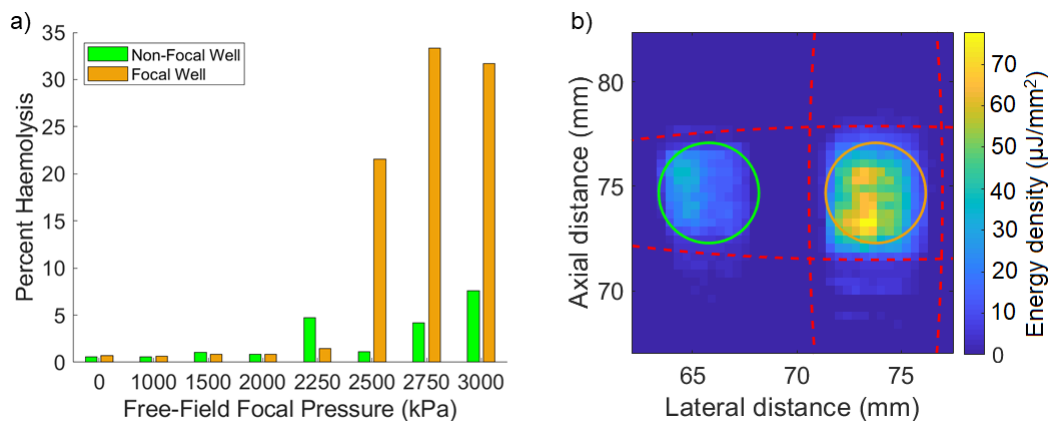 a)
Percent Haemolysis
35
30
25
20
15
10
5
0
Non-Focal Well
Focal Well
0 1000 1500 2000 2250 2500 2750 3000
Free-Field Focal Pressure (kPa)
b)
Axial distance (mm)
80
75
70
65 70 75
Lateral distance (mm)
70
60
50
40
30
20
10
0
Energy density (μJ/mm²)